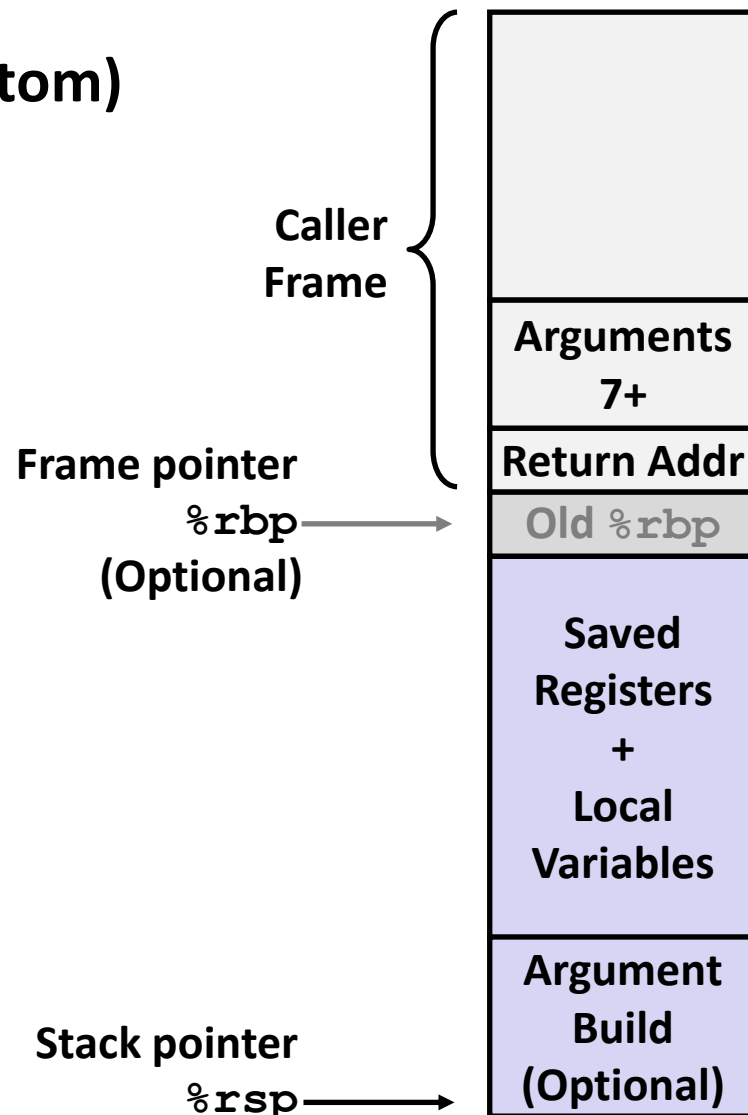 tom)
Caller
Frame
Arguments
7+
Return Addr
Frame pointer
%rbp
(Optional)
Old %rbp
Saved
Registers
+
Local
Variables
Argument
Build
(Optional)
Stack pointer
%rsp